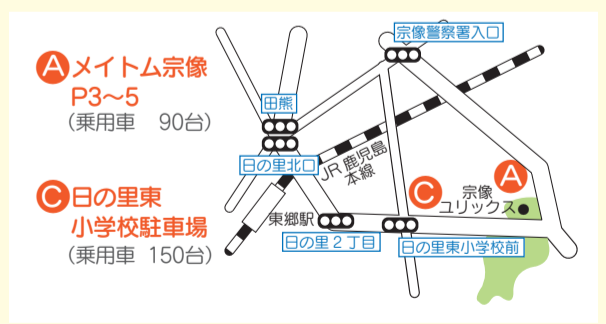 A メイトム宗像
P3〜5
(乗用車 90台)
C 日の里東
小学校駐車場
(乗用車 150台)
宗像警察署入口
田熊
日の里北口
JR鹿児島
本線
A
C
宗像
ユリックス
東郷駅
日の里2丁目
日の里東小学校前